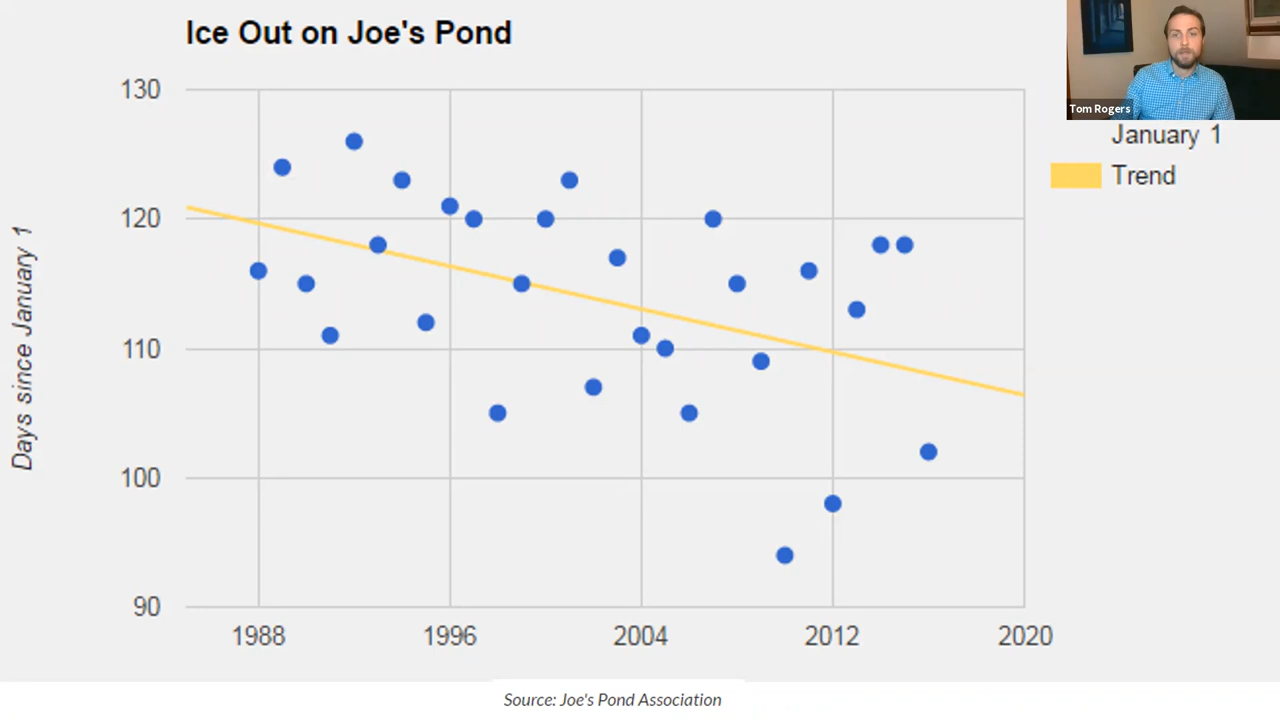 Ice Out on Joe's Pond
Tom Rogers
January 1
Trend
130
120
110
100
90
Days since January 1
1988 1996 2004 2012 2020
Source: Joe's Pond Association